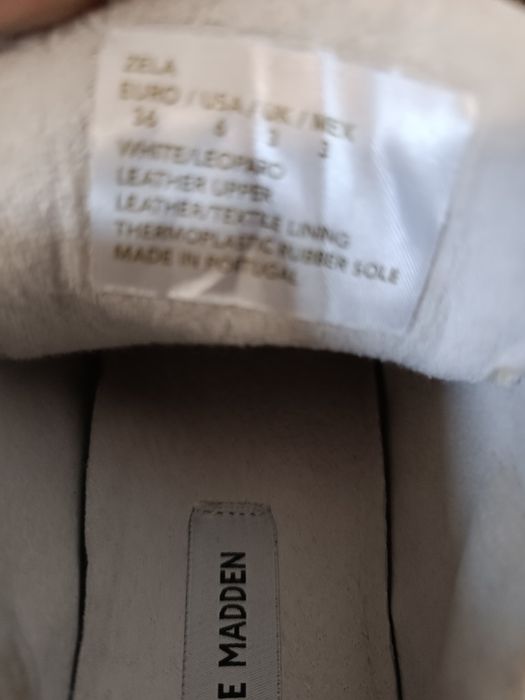 ZELA
EURO / USA / UK / MEX
36 6 3 3
WHITE/LEOPARD
LEATHER UPPER
LEATHER/TEXTILE LINING
THERMOPLASTIC RUBBER SOLE
MADE IN PORTUGAL
E MADDEN